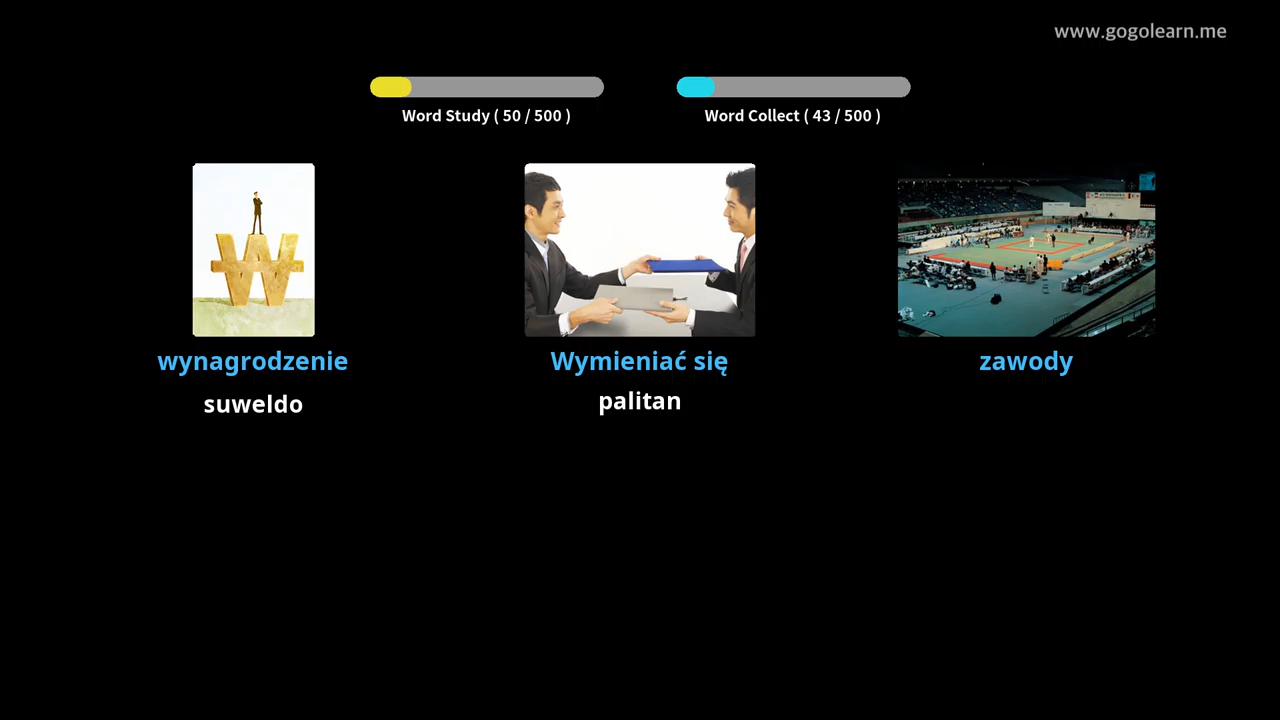 www.gogolearn.me
Word Study ( 50 / 500 )
Word Collect ( 43 / 500 )
wynagrodzenie
suweldo
Wymieniać się
palitan
zawody